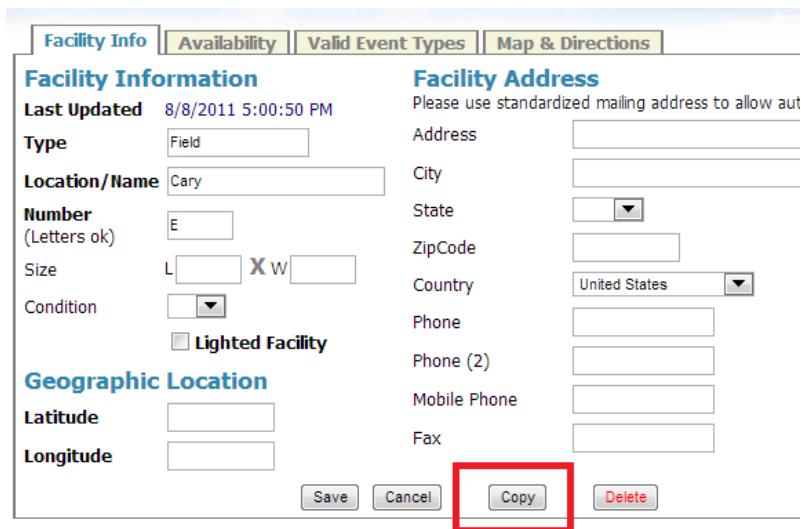 Facility Info Availability Valid Event Types Map & Directions
Facility Information
Last Updated 8/8/2011 5:00:50 PM
Type Field
Location/Name Cary
Number
(Letters ok) E
Size L X W
Condition
Lighted Facility
Geographic Location
Latitude
Longitude
Facility Address
Please use standardized mailing address to allow aut
Address
City
State
ZipCode
Country United States
Phone
Phone (2)
Mobile Phone
Fax
Save Cancel Copy Delete